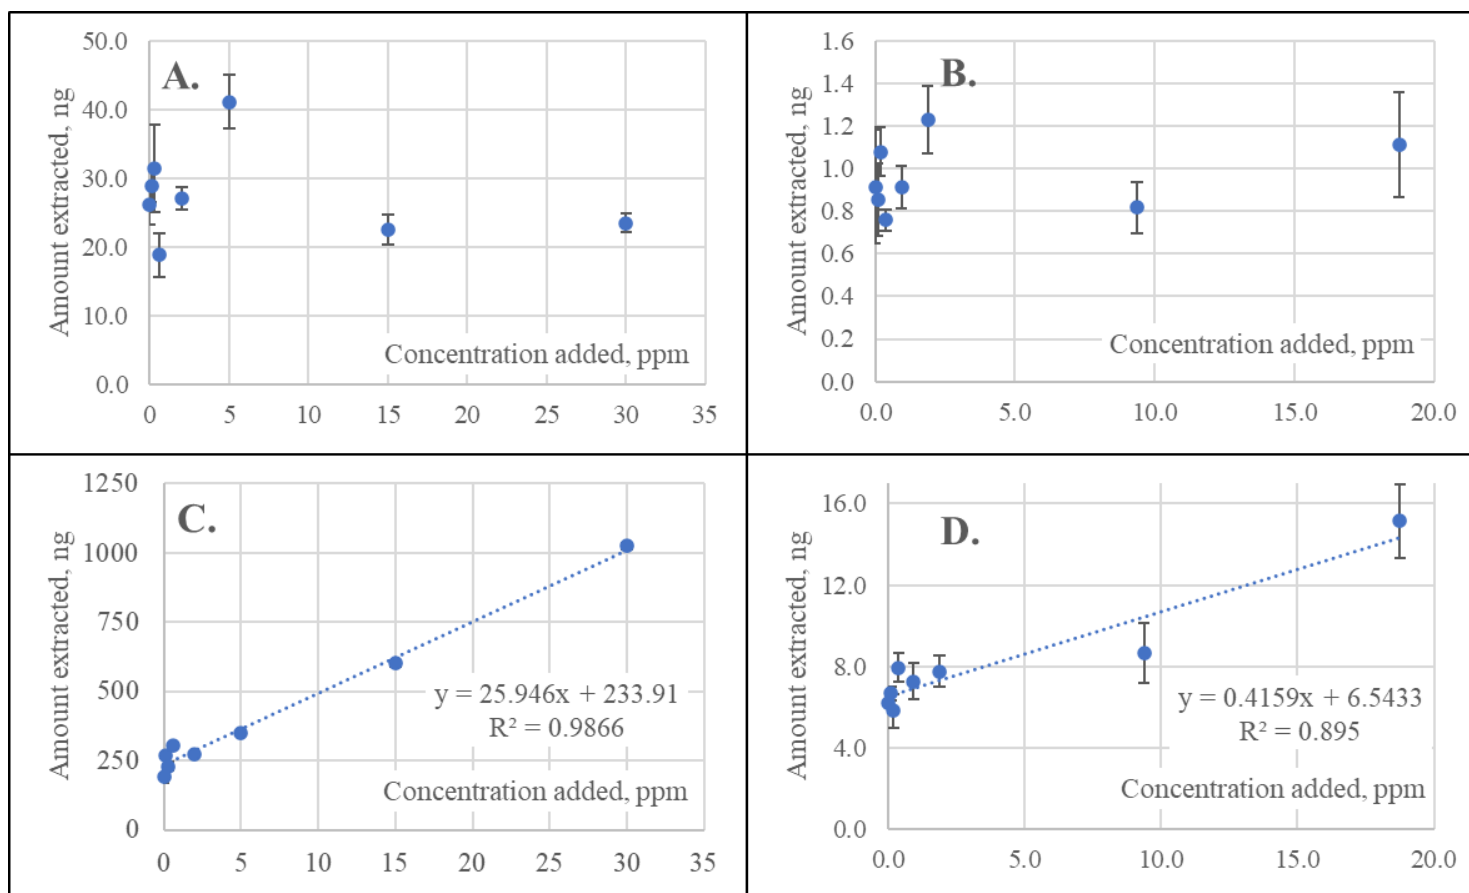 A.
Amount extracted, ng
50.0
40.0
30.0
20.0
10.0
0.0
Concentration added, ppm
0 5 10 15 20 25 30 35
B.
Amount extracted, ng
1.6
1.4
1.2
1.0
0.8
0.6
0.4
0.2
0.0
Concentration added, ppm
0.0 5.0 10.0 15.0 20.0
C.
Amount extracted, ng
1250
1000
750
500
250
0
y = 25.946x + 233.91
R² = 0.9866
Concentration added, ppm
0 5 10 15 20 25 30 35
D.
Amount extracted, ng
16.0
12.0
8.0
4.0
0.0
y = 0.4159x + 6.5433
R² = 0.895
Concentration added, ppm
0.0 5.0 10.0 15.0 20.0